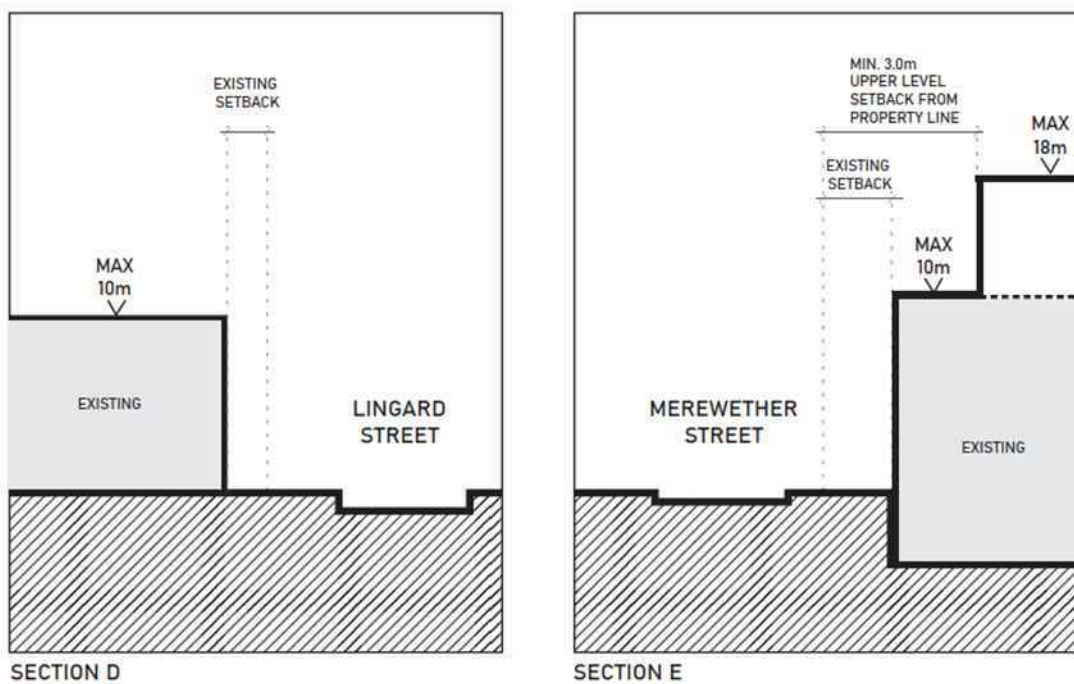 EXISTING
SETBACK
MAX
10m
EXISTING
LINGARD
STREET
SECTION D
MIN. 3.0m
UPPER LEVEL
SETBACK FROM
PROPERTY LINE
MAX
18m
EXISTING
SETBACK
MAX
10m
MEREWETHER
STREET
EXISTING
SECTION E